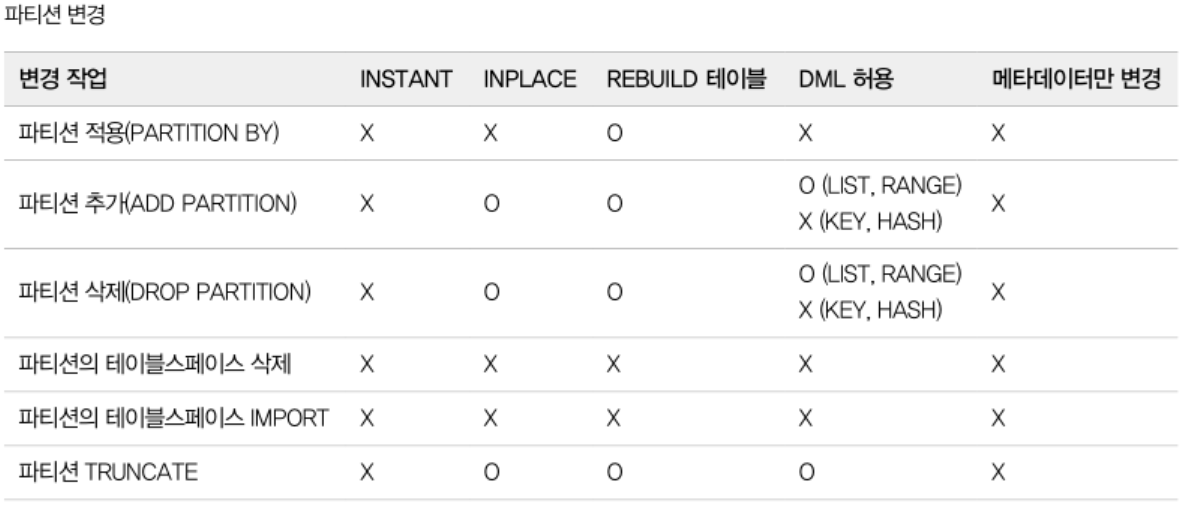 파티션 변경
변경 작업 INSTANT INPLACE REBUILD 테이블 DML 허용 메타데이터만 변경
파티션 적용(PARTITION BY) X X O X X
파티션 추가(ADD PARTITION) X O O O (LIST, RANGE) X (KEY, HASH) X
파티션 삭제(DROP PARTITION) X O O O (LIST, RANGE) X (KEY, HASH) X
파티션의 테이블스페이스 삭제 X X X X X
파티션의 테이블스페이스 IMPORT X X X X X
파티션 TRUNCATE X O O O X